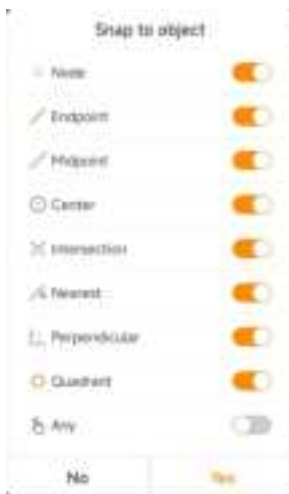 Snap to object
Node
Endpoint
Midpoint
Center
Intersection
Nearest
Perpendicular
Quadrant
Any
No
Yes